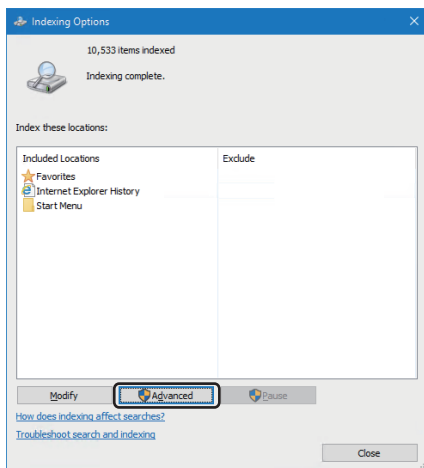 Indexing Options
10,533 items indexed
Indexing complete.
Index these locations:
Included Locations Exclude
Favorites
Internet Explorer History
Start Menu
Modify Advanced Pause
How does indexing affect searches?
Troubleshoot search and indexing
Close